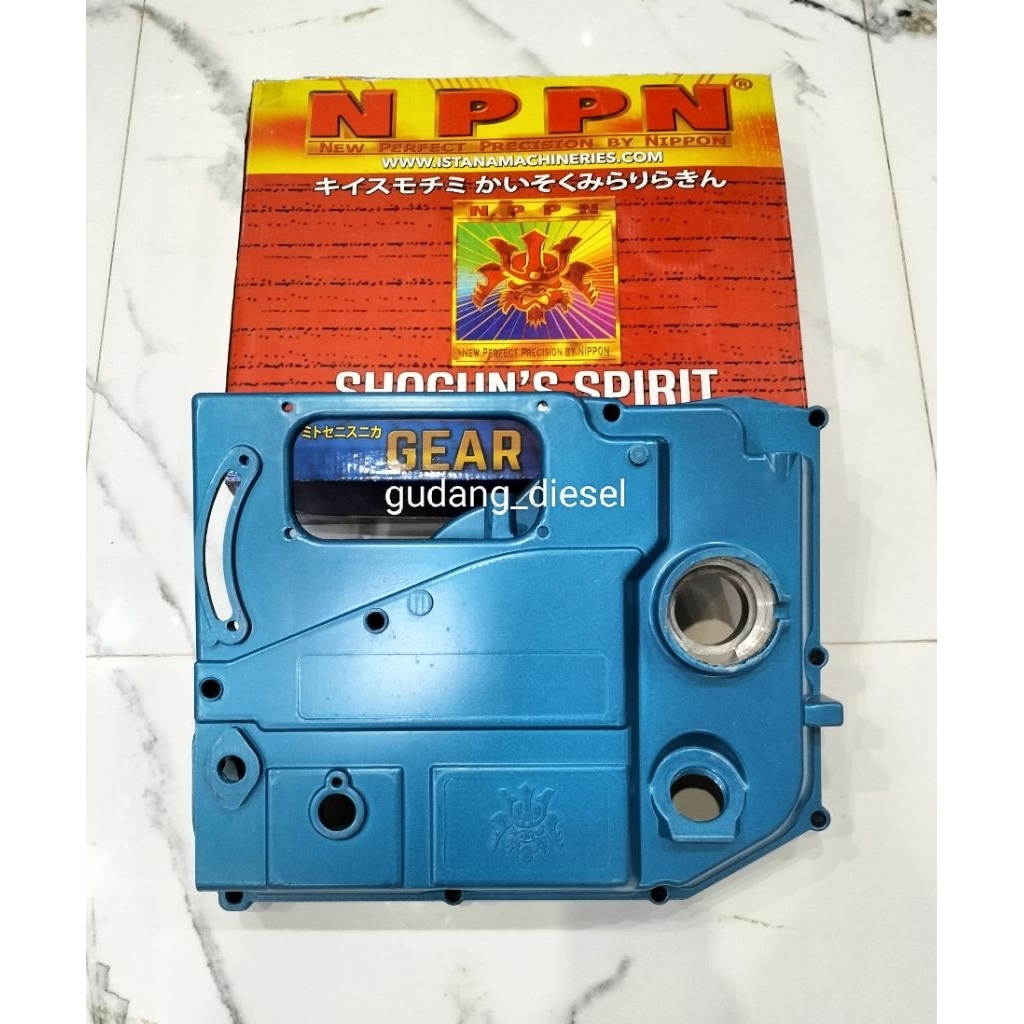 NPPN®
NEW PERFECT PRECISION BY NIPPON
WWW.ISTANAMACHINERIES.COM
キイスモチミ かいそくみらりらきん
NPPN
NEW PERFECT PRECISION BY NIPPON
SHOGUN'S SPIRIT
ミトセニスニカ GEAR
gudang_diesel